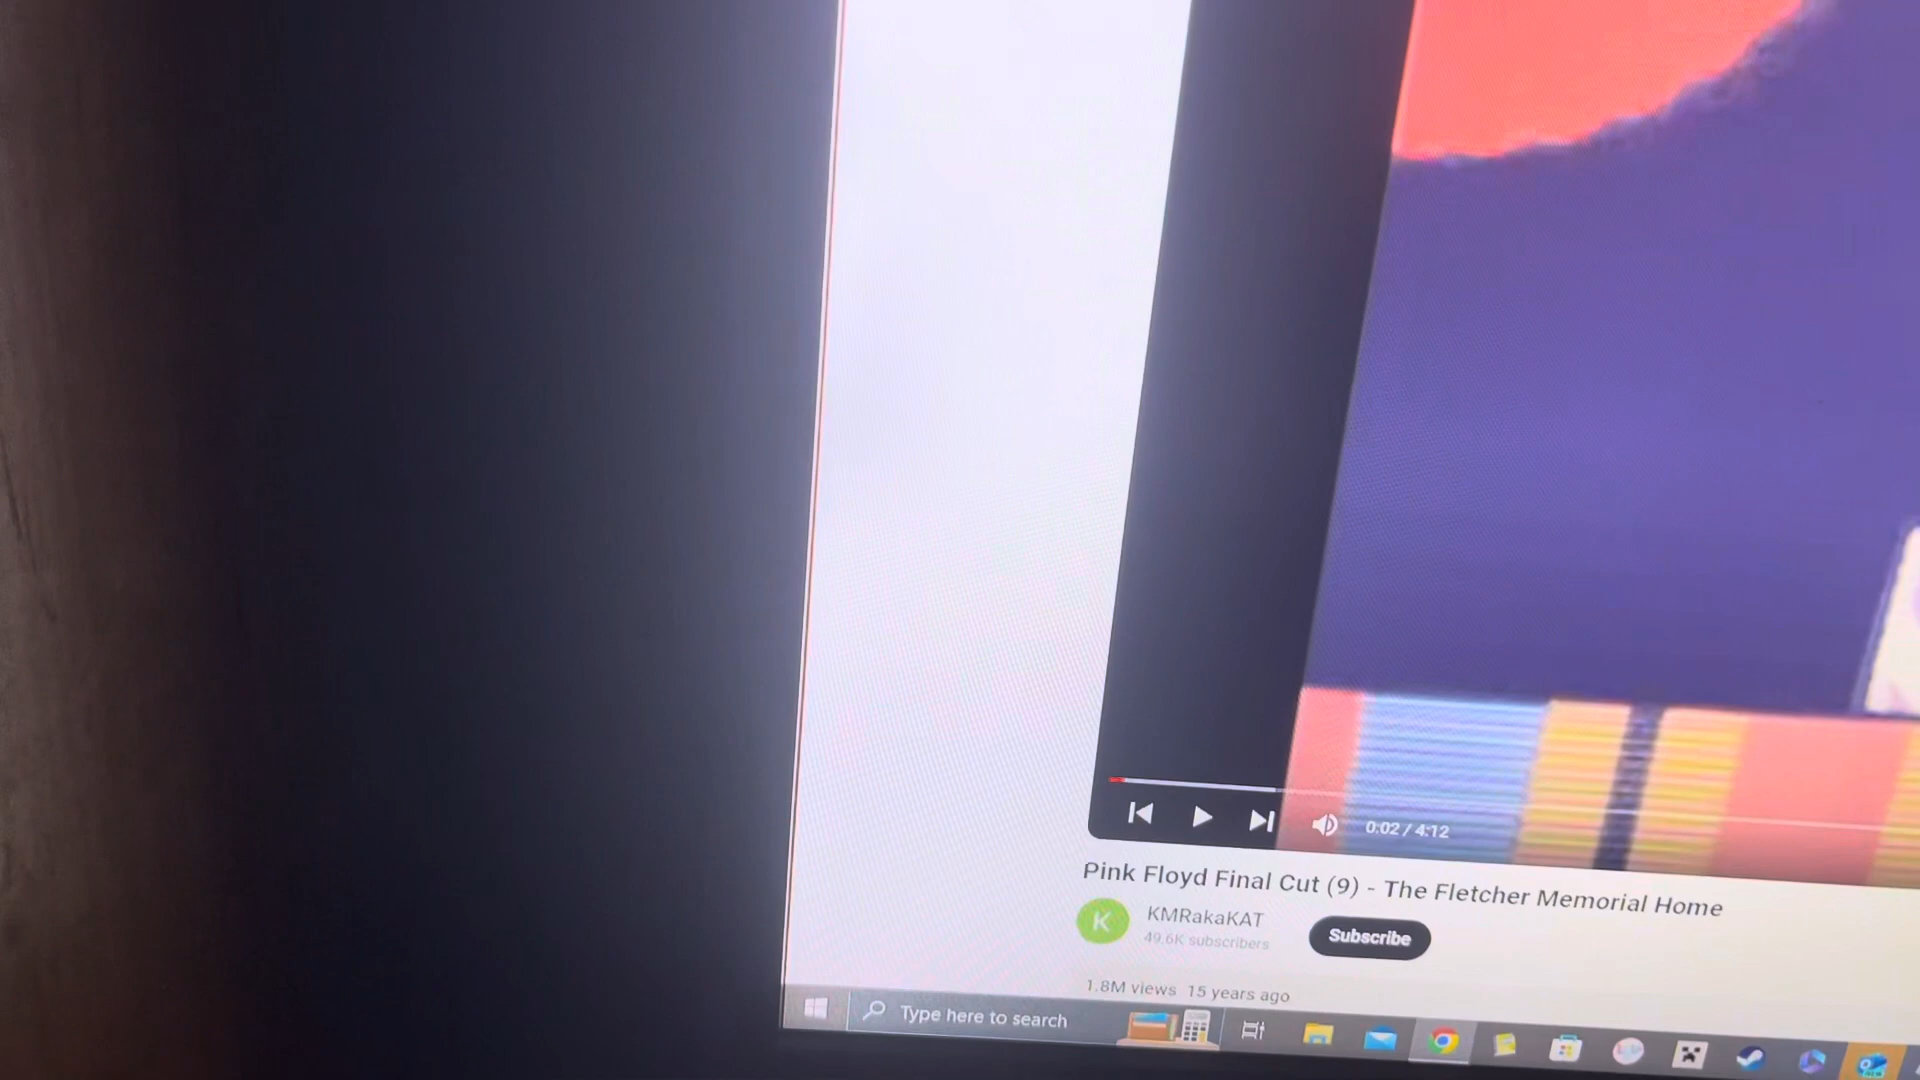 0:02 / 4:12
Pink Floyd Final Cut (9) - The Fletcher Memorial Home
K
KMRakaKAT
49.6K subscribers
Subscribe
1.8M views 15 years ago
Type here to search